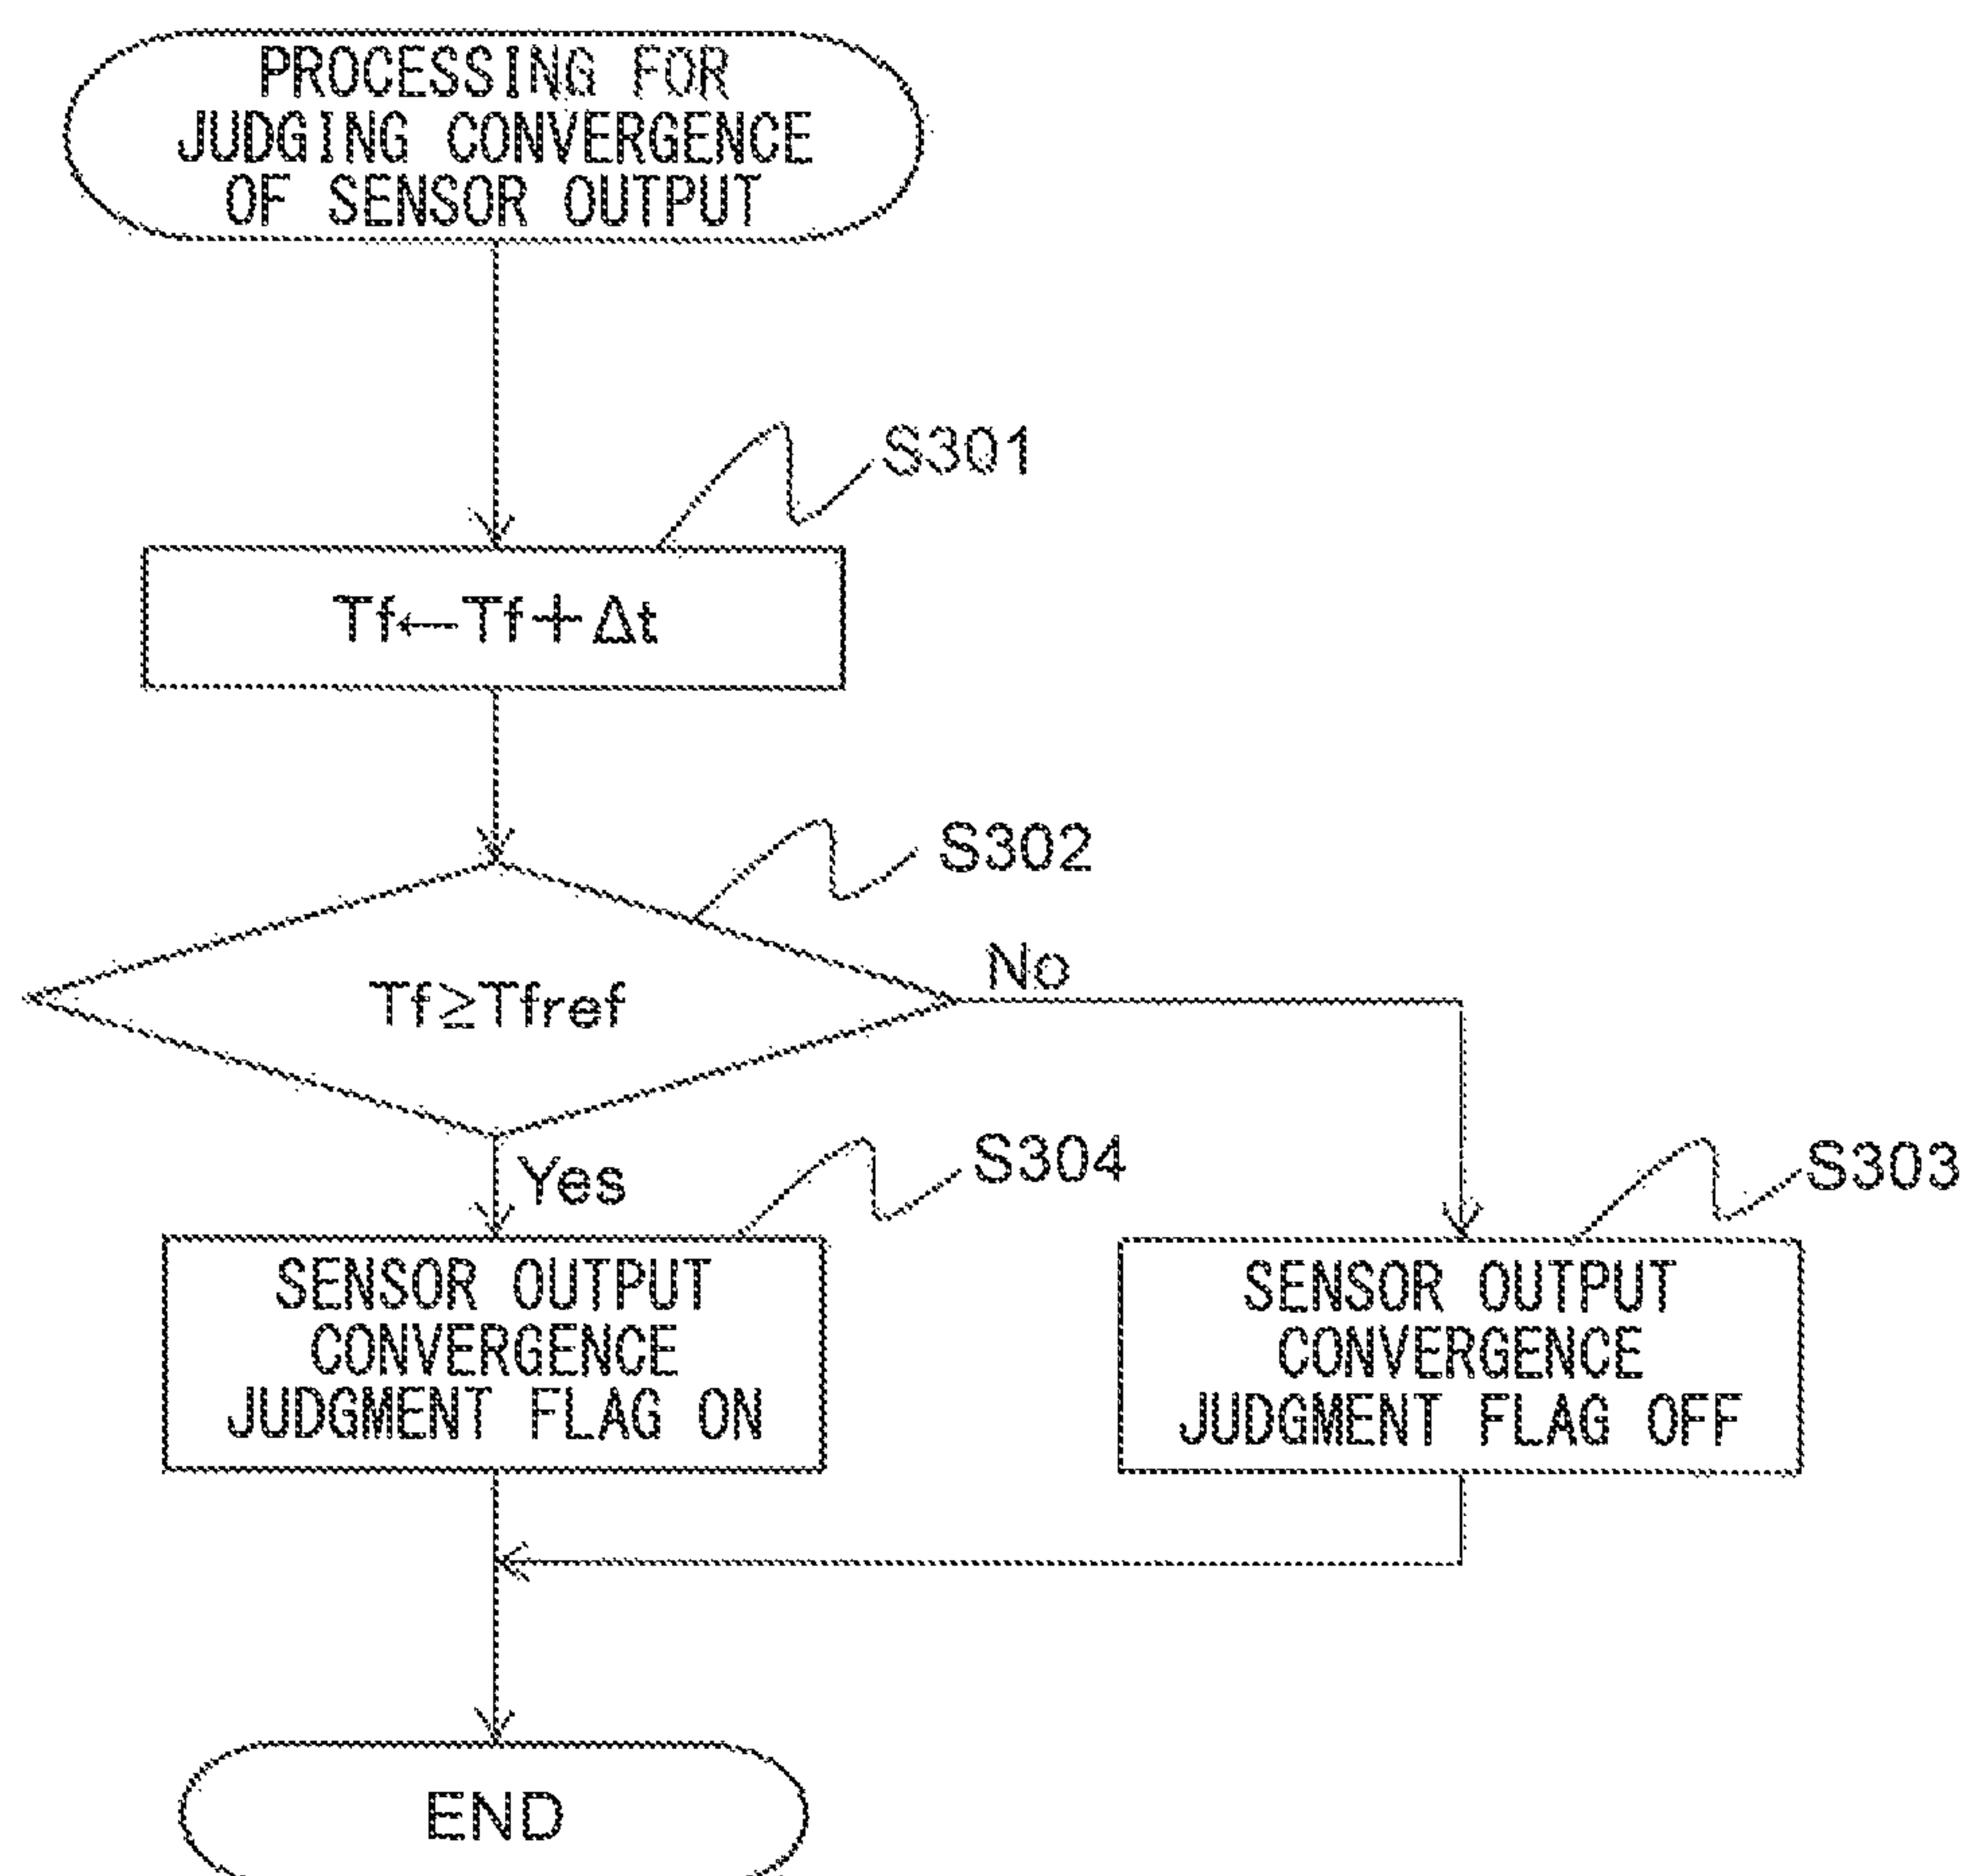 PROCESSING FOR
JUDGING CONVERGENCE
OF SENSOR OUTPUT
S301
Tf←Tf+Δt
S302
Tf≥Tfref
No
Yes
S304
S303
SENSOR OUTPUT
CONVERGENCE
JUDGMENT FLAG ON
SENSOR OUTPUT
CONVERGENCE
JUDGMENT FLAG OFF
END